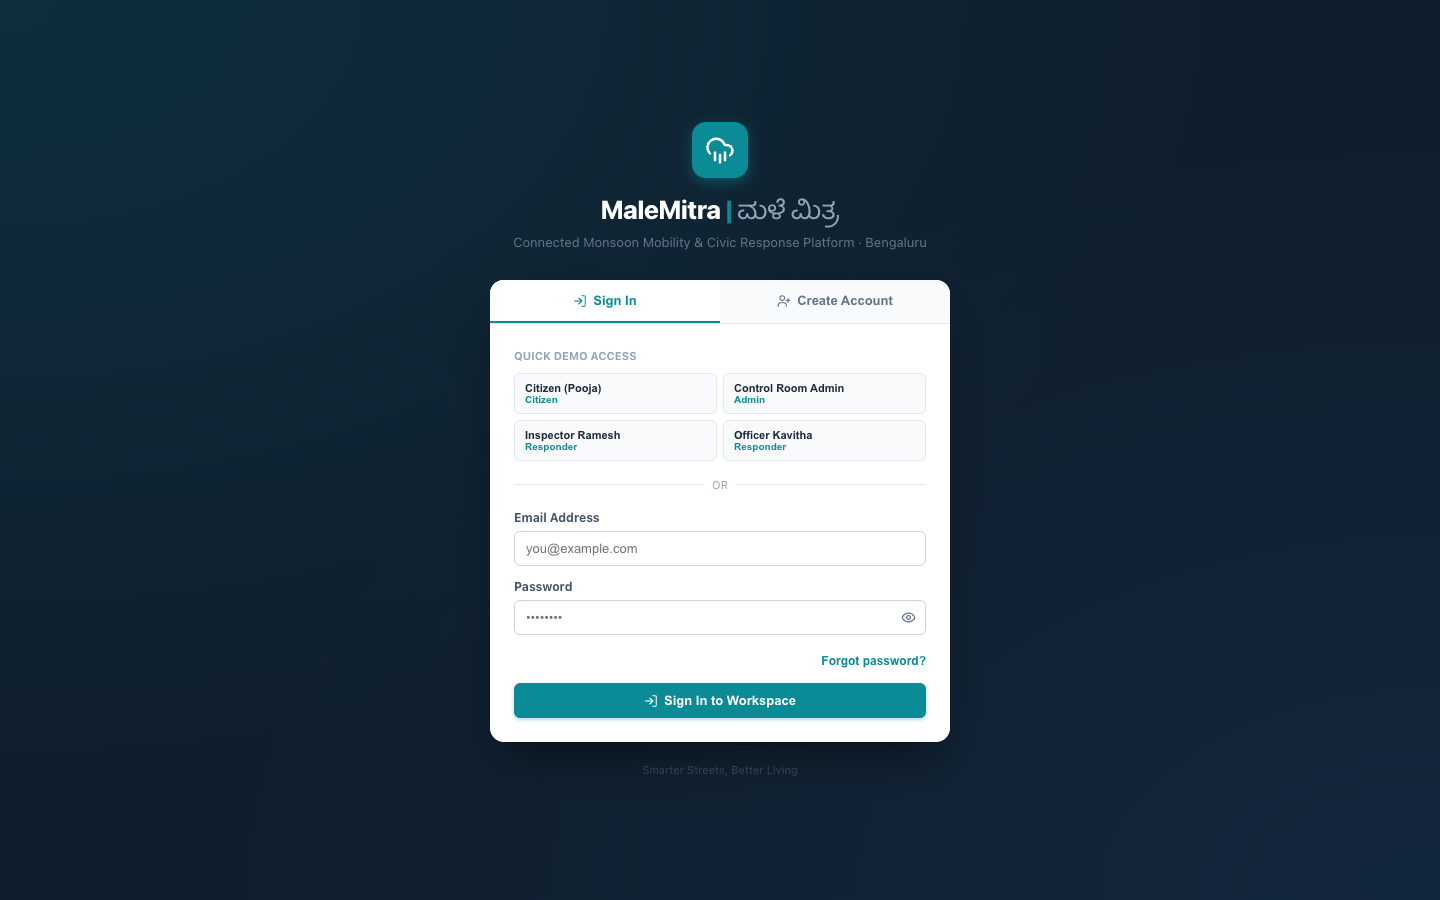 MaleMitra | ಮಳೆ ಮಿತ್ರ
Connected Monsoon Mobility & Civic Response Platform · Bengaluru
Sign In
Create Account
QUICK DEMO ACCESS
Citizen (Pooja)
Citizen
Control Room Admin
Admin
Inspector Ramesh
Responder
Officer Kavitha
Responder
OR
Email Address
you@example.com
Password
••••••••
Forgot password?
Sign In to Workspace
Smarter Streets, Better Living